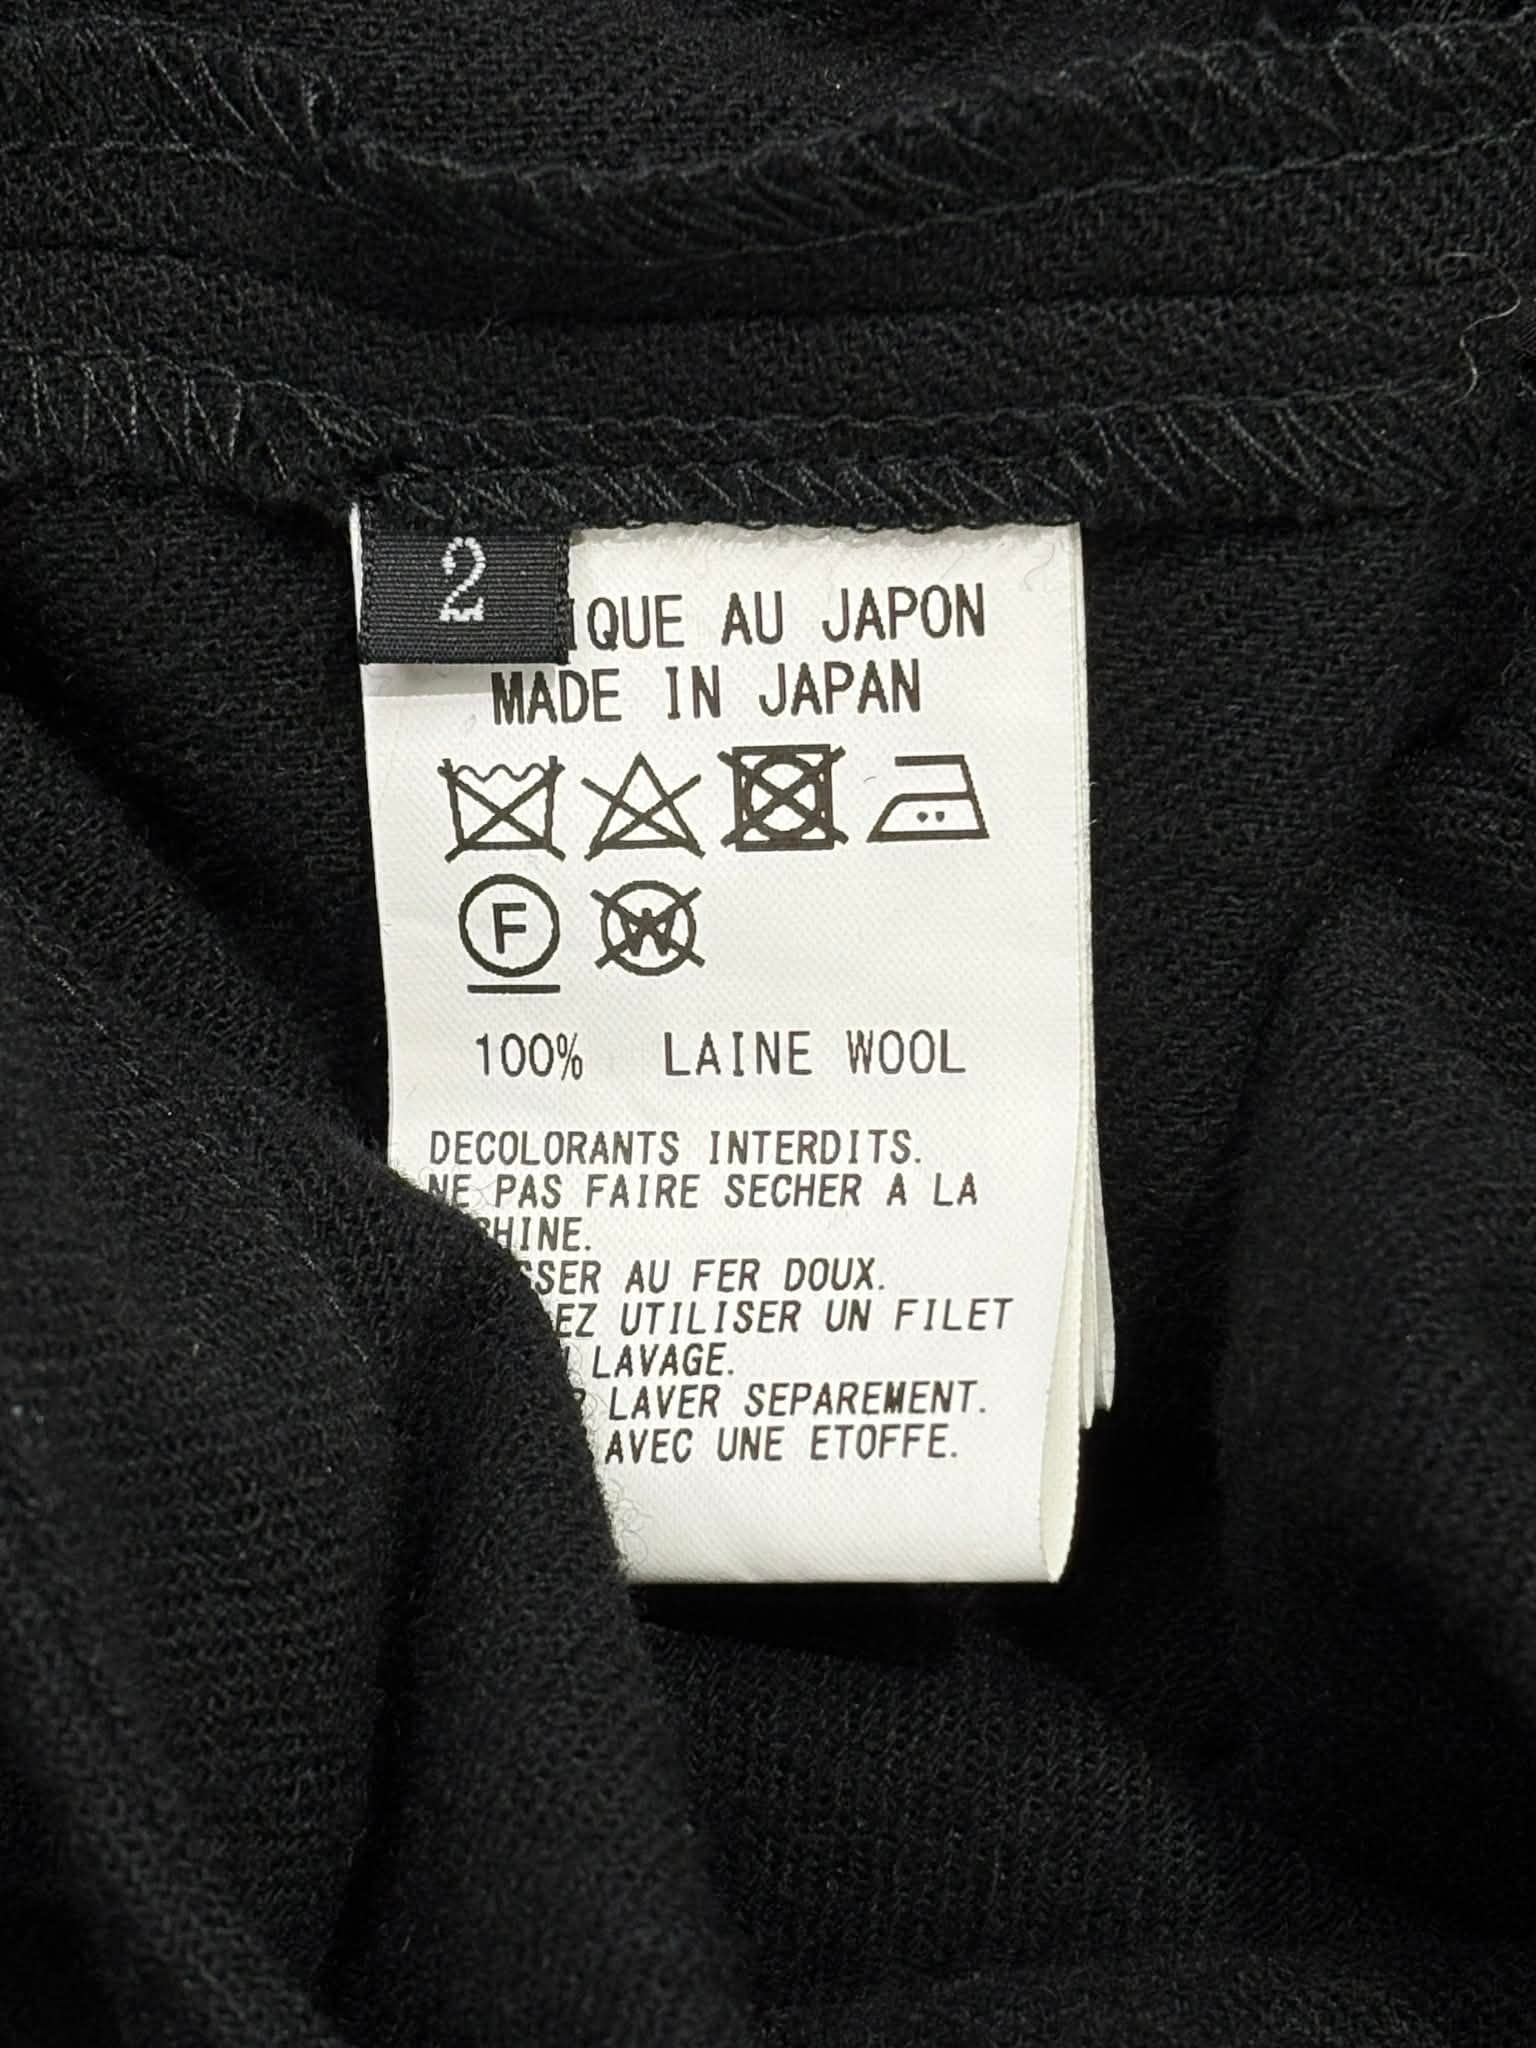 2
IQUE AU JAPON
MADE IN JAPAN
F
W
100% LAINE WOOL
DECOLORANTS INTERDITS.
NE PAS FAIRE SECHER A LA
CHINE.
SSER AU FER DOUX.
EZ UTILISER UN FILET
LAVAGE.
R LAVER SEPAREMENT.
AVEC UNE ETOFFE.